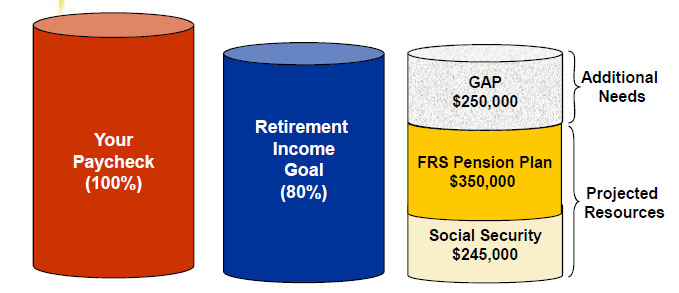 Your
Paycheck
(100%)
Retirement
Income
Goal
(80%)
GAP
$250,000
FRS Pension Plan
$350,000
Social Security
$245,000
Additional
Needs
Projected
Resources